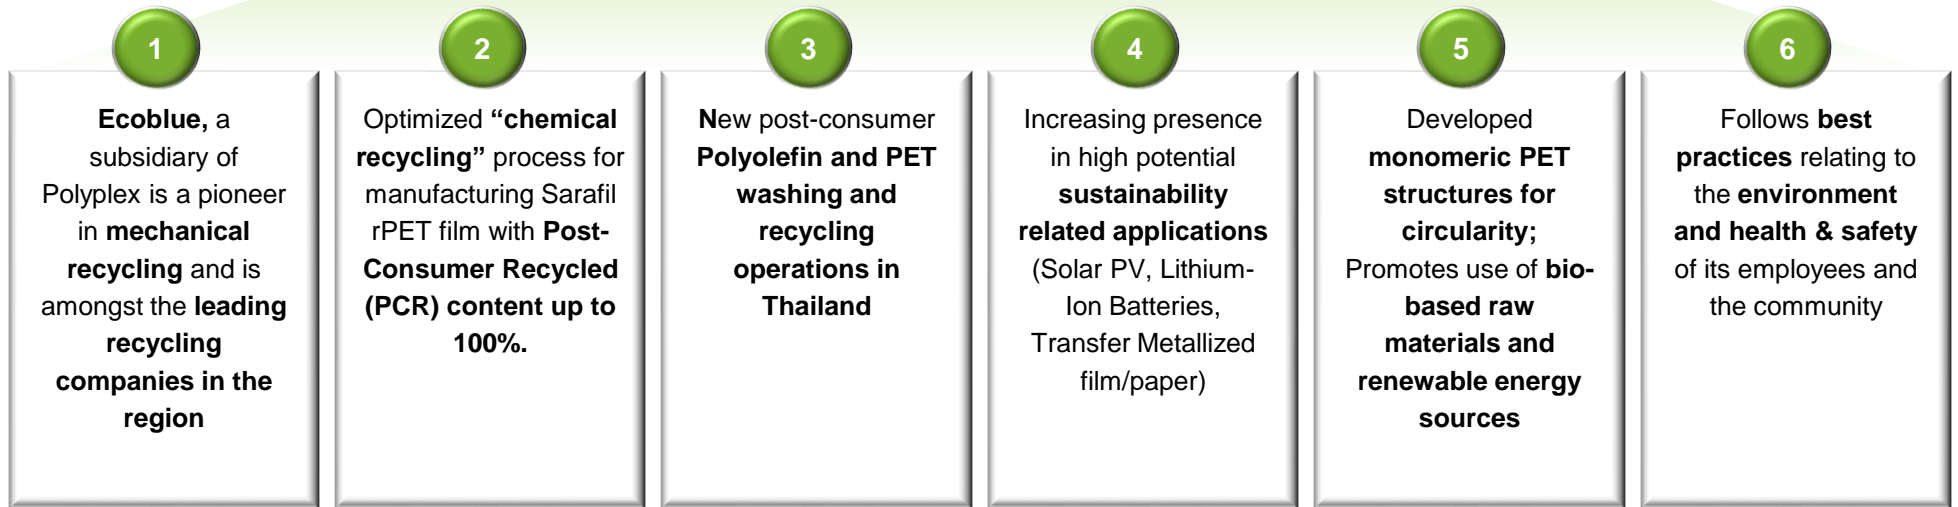 1
Ecoblue, a
subsidiary of
Polyplex is a pioneer
in mechanical
recycling and is
amongst the leading
recycling
companies in the
region
2
Optimized “chemical
recycling” process for
manufacturing Sarafil
rPET film with Post-
Consumer Recycled
(PCR) content up to
100%.
3
New post-consumer
Polyolefin and PET
washing and
recycling
operations in
Thailand
4
Increasing presence
in high potential
sustainability
related applications
(Solar PV, Lithium-
Ion Batteries,
Transfer Metallized
film/paper)
5
Developed
monomeric PET
structures for
circularity;
Promotes use of bio-
based raw
materials and
renewable energy
sources
6
Follows best
practices relating to
the environment
and health & safety
of its employees and
the community